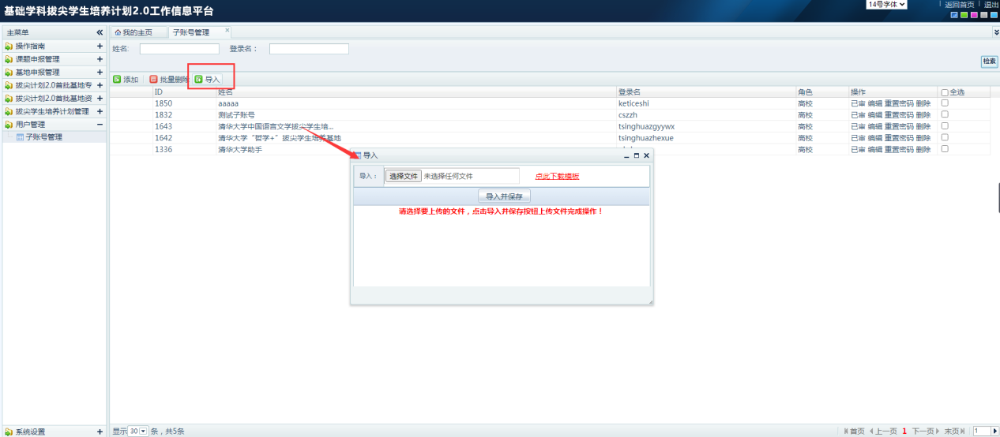 基础学科拔尖学生培养计划2.0工作信息平台
14号字体 返回首页 退出
主菜单
操作指南
课题申报管理
基地申报管理
拔尖计划2.0首批基地专
拔尖计划2.0首批基地资
拔尖学生培养计划管理
用户管理
子账号管理
系统设置
我的主页 子账号管理
姓名: 登录名：
检索
添加 批量删除 导入
ID 姓名 登录名 角色 操作 全选
1850 aaaaa keticeshi 高校 已审 编辑 重置密码 删除
1832 测试子账号 cszzh 高校 已审 编辑 重置密码 删除
1643 清华大学中国语言文学拔尖学生培... tsinghuazgyywx 高校 已审 编辑 重置密码 删除
1642 清华大学“哲学+”拔尖学生培养基地 tsinghuazhexue 高校 已审 编辑 重置密码 删除
1336 清华大学助手 高校 已审 编辑 重置密码 删除
导入
导入： 选择文件 未选择任何文件 点此下载模板
导入并保存
请选择要上传的文件，点击导入并保存按钮上传文件完成操作！
显示 30 条，共5条 首页 上一页 1 下一页 末页 1